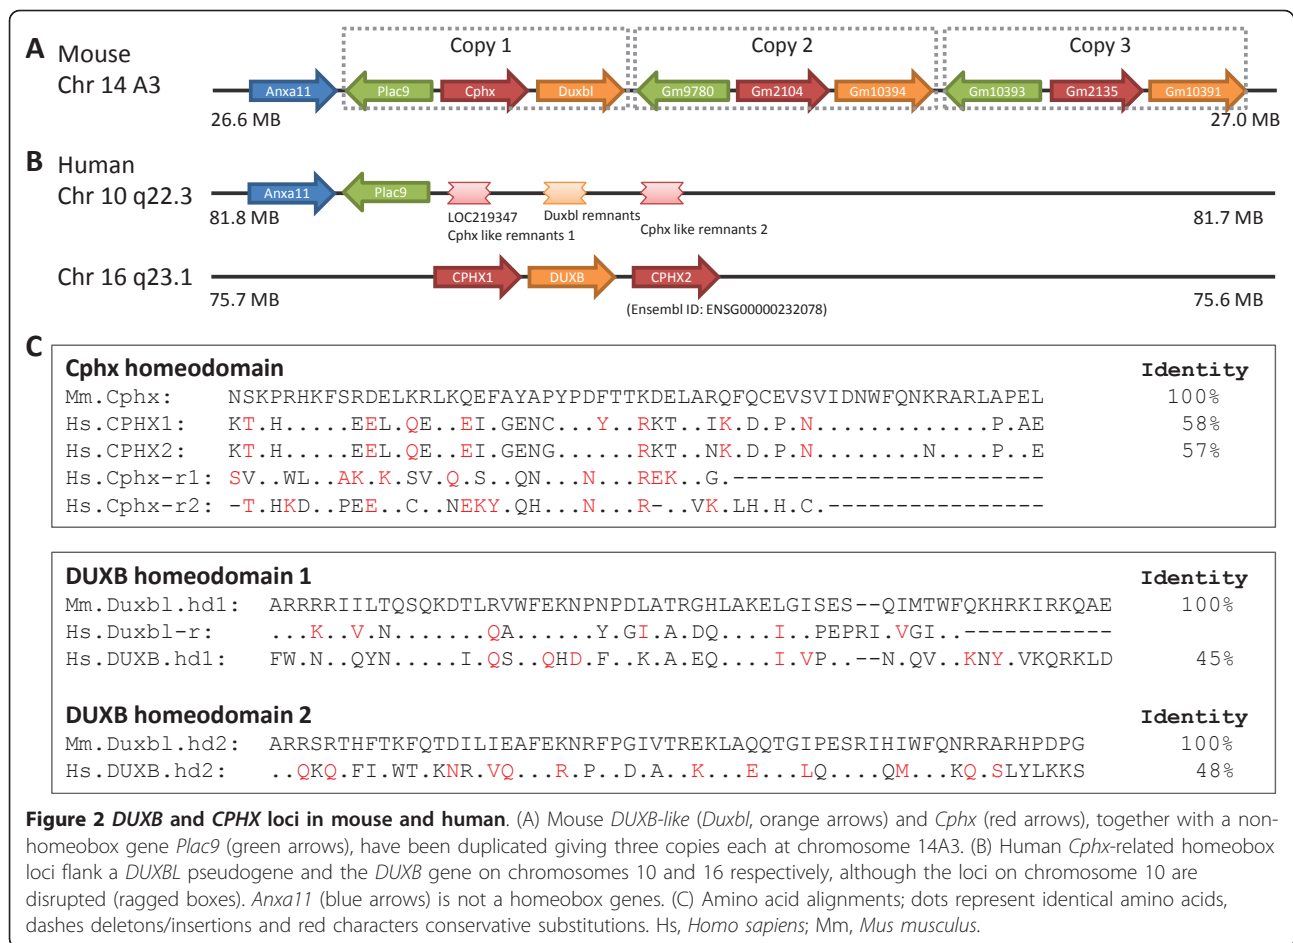 A Mouse
Chr 14 A3
Copy 1
Copy 2
Copy 3
Anxa11 Plac9 Cphx Duxbl Gm9780 Gm2104 Gm10394 Gm10393 Gm2135 Gm10391
26.6 MB
27.0 MB
B Human
Chr 10 q22.3
Anxa11 Plac9
81.8 MB
LOC219347
Cphx like remnants 1
Duxbl remnants
Cphx like remnants 2
81.7 MB
Chr 16 q23.1
CPHX1 DUXB CPHX2
75.7 MB
(Ensembl ID: ENSG00000232078)
75.6 MB
C
Cphx homeodomain Identity
Mm.Cphx: NSKPRHKFSRDELKRLKQEFAYAPYPDFTTKDELARQFQCEVSVIDNWFQNKRARLAPEL 100%
Hs.CPHX1: KT.H.....EEL.QE..EI.GENC...Y..RKT..IK.D.P.N.............P.AE 58%
Hs.CPHX2: KT.H.....EEL.QE..EI.GENG......RKT..NK.D.P.N........N....P..E 57%
Hs.Cphx-r1: SV..WL..AK.K.SV.Q.S..QN...N...REK..G.-----------------------
Hs.Cphx-r2: -T.HKD..PEE..C..NEKY.QH...N...R-..VK.LH.H.C.----------------
DUXB homeodomain 1 Identity
Mm.Duxbl.hd1: ARRRRIILTQSQKDTLRVWFEKNPNPDLATRGHLAKELGISES--QIMTWFQKHRKIRKQAE 100%
Hs.Duxbl-r: ...K..V.N.......QA......Y.GI.A.DQ....I..PEPRI.VGI..-----------
Hs.DUXB.hd1: FW.N..QYN.....I.QS..QHD.F..K.A.EQ....I.VP..--N.QV..KNY.VKQRKLD 45%
DUXB homeodomain 2 Identity
Mm.Duxbl.hd2: ARRSRTHFTKFQTDILIEAFEKNRFPGIVTREKLAQQTGIPESRIHIWFQNRRARHPDPG 100%
Hs.DUXB.hd2: ..QKQ.FI.WT.KNR.VQ...R.P..D.A..K...E...LQ....QM...KQ.SLYLKKS 48%
Figure 2 DUXB and CPHX loci in mouse and human. (A) Mouse DUXB-like (Duxbl, orange arrows) and Cphx (red arrows), together with a non-
homeobox gene Plac9 (green arrows), have been duplicated giving three copies each at chromosome 14A3. (B) Human Cphx-related homeobox
loci flank a DUXBL pseudogene and the DUXB gene on chromosomes 10 and 16 respectively, although the loci on chromosome 10 are
disrupted (ragged boxes). Anxa11 (blue arrows) is not a homeobox genes. (C) Amino acid alignments; dots represent identical amino acids,
dashes deletons/insertions and red characters conservative substitutions. Hs, Homo sapiens; Mm, Mus musculus.